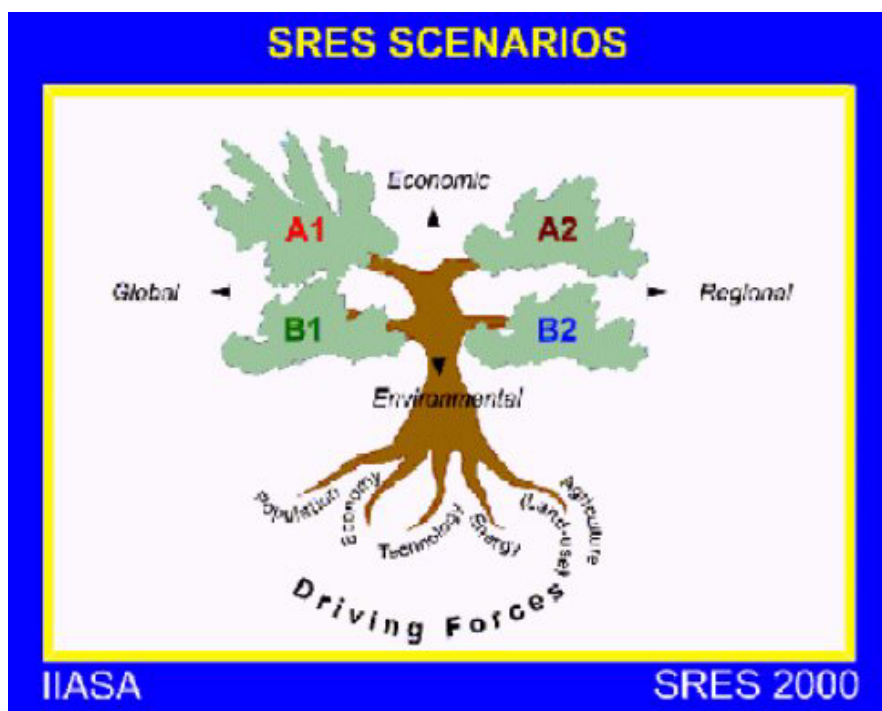 SRES SCENARIOS
Economic
A1
A2
Global
Regional
B1
B2
Environmental
Population
Economy
Technology
Energy
(Land-use)
Agriculture
Driving Forces
IIASA
SRES 2000